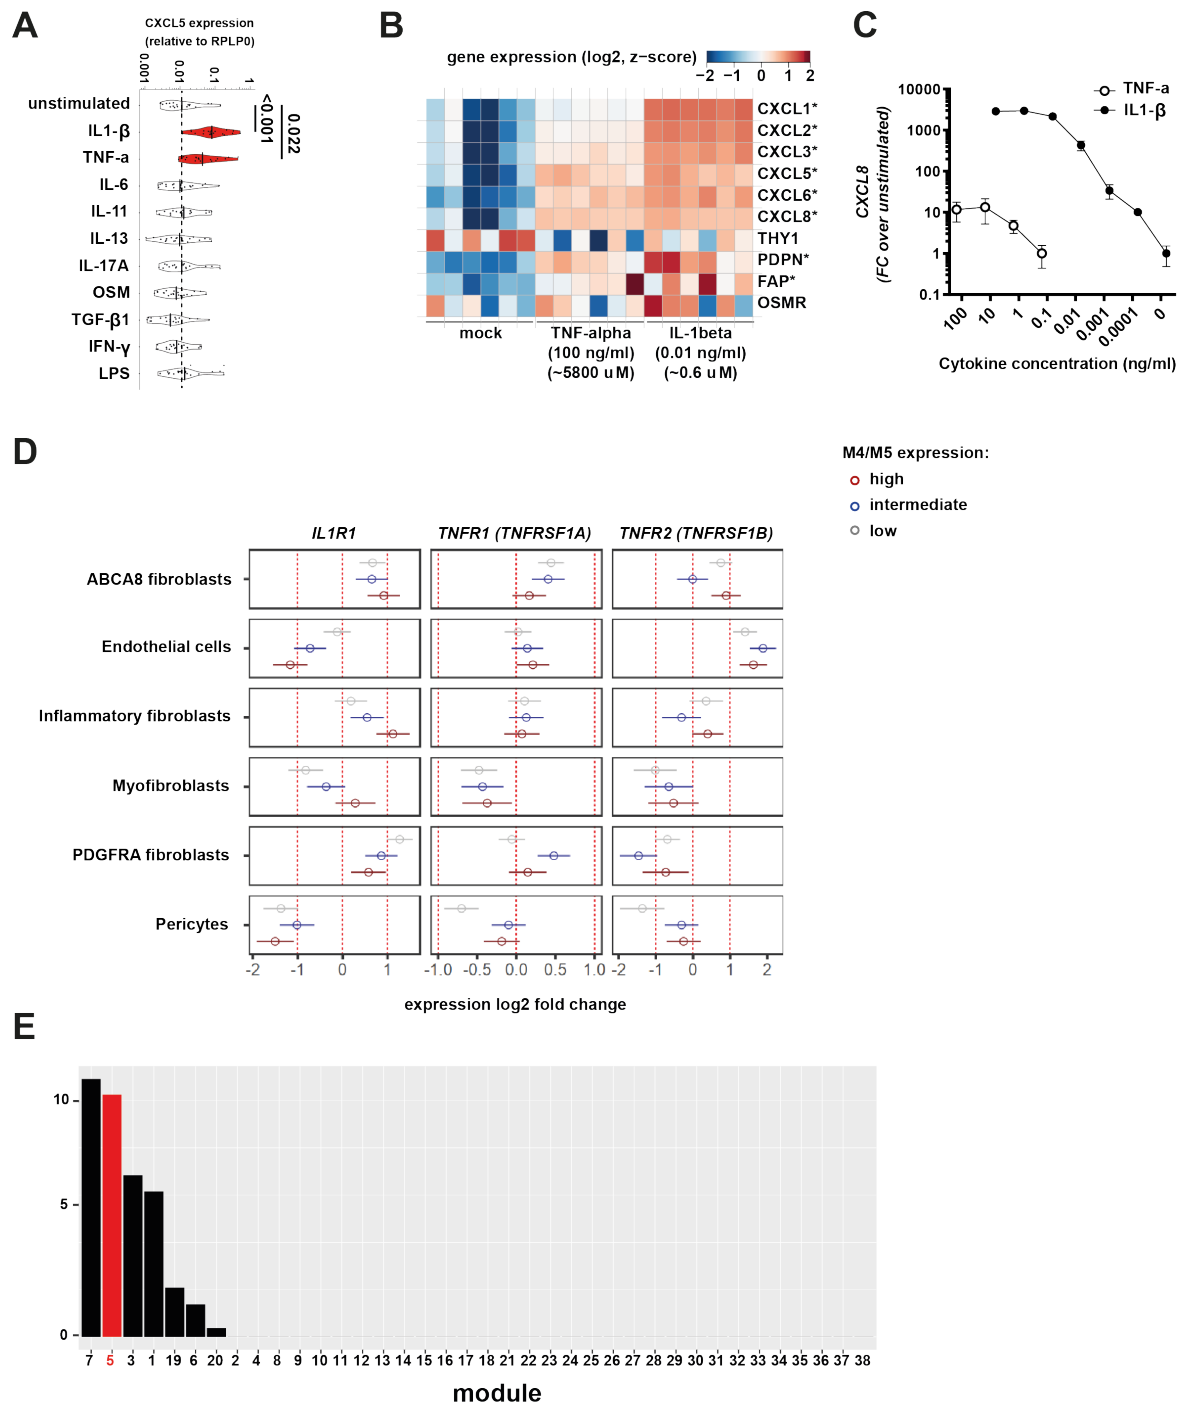 A
CXCL5 expression
(relative to RPLP0)
0.001
0.01
0.1
1
unstimulated
IL1-β
TNF-a
IL-6
IL-11
IL-13
IL-17A
OSM
TGF-β1
IFN-γ
LPS
<0.001
0.022
B
gene expression (log2, z−score)
−2 −1 0 1 2
CXCL1*
CXCL2*
CXCL3*
CXCL5*
CXCL6*
CXCL8*
THY1
PDPN*
FAP*
OSMR
mock
TNF-alpha
(100 ng/ml)
(~5800 uM)
IL-1beta
(0.01 ng/ml)
(~0.6 uM)
C
TNF-a
IL1-β
CXCL8
(FC over unstimulated)
10000
1000
100
10
1
0.1
100 10 1 0.1 0.01 0.001 0.0001 0
Cytokine concentration (ng/ml)
D
M4/M5 expression:
high
intermediate
low
IL1R1 TNFR1 (TNFRSF1A) TNFR2 (TNFRSF1B)
ABCA8 fibroblasts
Endothelial cells
Inflammatory fibroblasts
Myofibroblasts
PDGFRA fibroblasts
Pericytes
-2 -1 0 1 -1.0 -0.5 0.0 0.5 1.0 -2 -1 0 1 2
expression log2 fold change
E
10
5
0
7 5 3 1 19 6 20 2 4 8 9 10 11 12 13 14 15 16 17 18 21 22 23 24 25 26 27 28 29 30 31 32 33 34 35 36 37 38
module